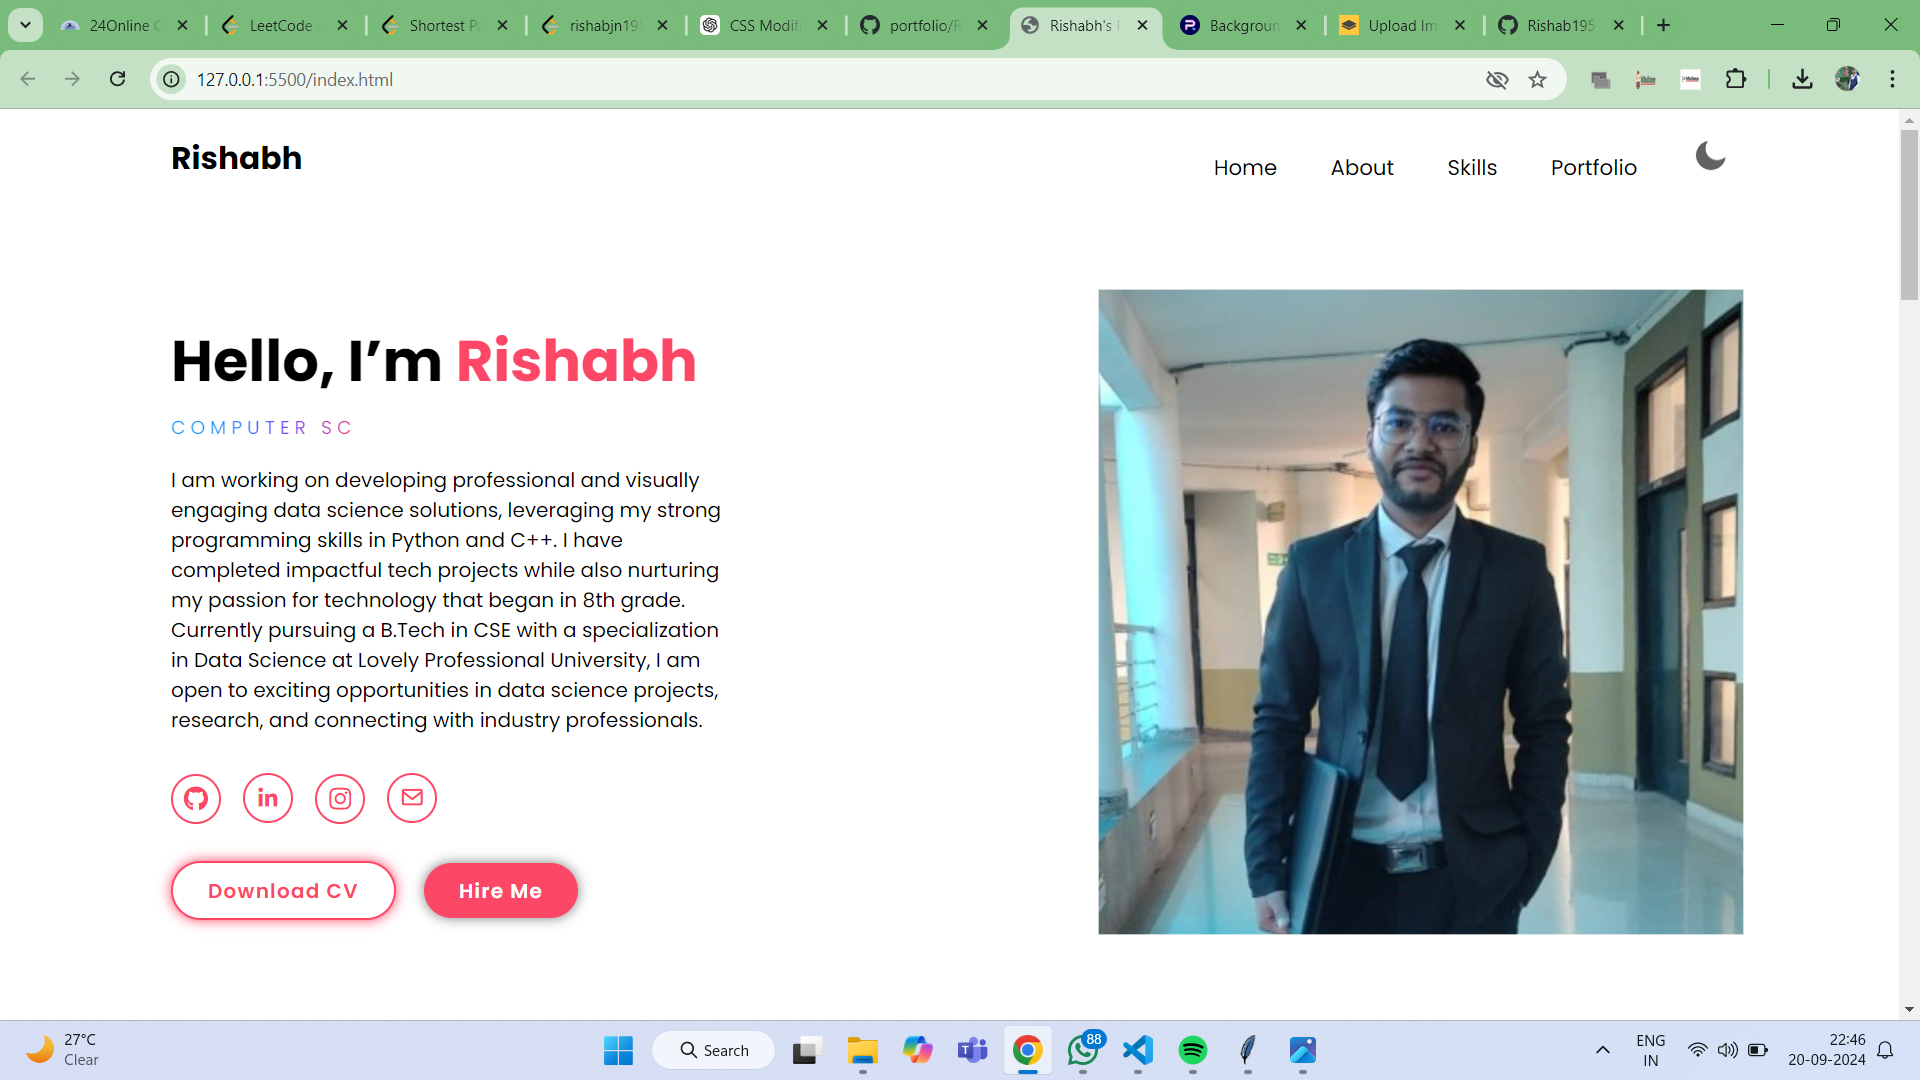 24Online C
LeetCode -
Shortest Pa
rishabjn195
CSS Modifi
portfolio/R
Rishabh's P
Backgroun
Upload Im
Rishab195
127.0.0.1:5500/index.html
Rishabh
Home
About
Skills
Portfolio
Hello, I’m Rishabh
COMPUTER SC
I am working on developing professional and visually
engaging data science solutions, leveraging my strong
programming skills in Python and C++. I have
completed impactful tech projects while also nurturing
my passion for technology that began in 8th grade.
Currently pursuing a B.Tech in CSE with a specialization
in Data Science at Lovely Professional University, I am
open to exciting opportunities in data science projects,
research, and connecting with industry professionals.
in
Download CV
Hire Me
27°C
Clear
Search
88
ENG
IN
22:46
20-09-2024